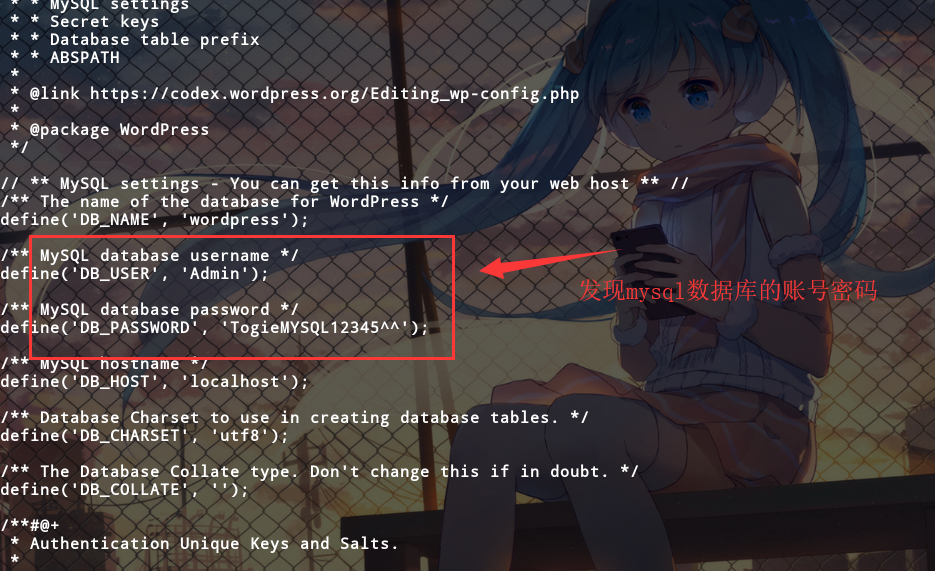 * * MySQL settings
* * Secret keys
* * Database table prefix
* * ABSPATH
*
* @link https://codex.wordpress.org/Editing_wp-config.php
*
* @package WordPress
*/
// ** MySQL settings - You can get this info from your web host ** //
/** The name of the database for WordPress */
define('DB_NAME', 'wordpress');
/** MySQL database username */
define('DB_USER', 'Admin');
发现mysql数据库的账号密码
/** MySQL database password */
define('DB_PASSWORD', 'TogieMYSQL12345^^');
/** MySQL hostname */
define('DB_HOST', 'localhost');
/** Database Charset to use in creating database tables. */
define('DB_CHARSET', 'utf8');
/** The Database Collate type. Don't change this if in doubt. */
define('DB_COLLATE', '');
/**#@+
* Authentication Unique Keys and Salts.
*